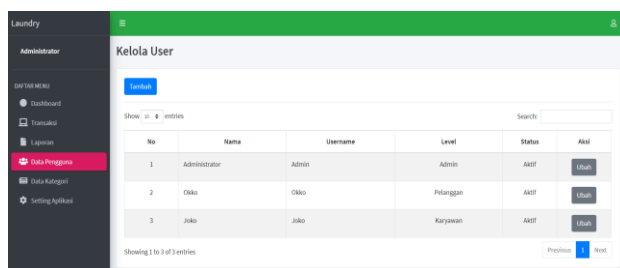 Laundry
Administrator
DAFTAR MENU
Dashboard
Transaksi
Laporan
Data Pengguna
Data Kategori
Setting Aplikasi
Kelola User
Tambah
Show 10 entries Search:
No Nama Username Level Status Aksi
1 Administrator Admin Admin Aktif Ubah
2 Okko Okko Pelanggan Aktif Ubah
3 Joko Joko Karyawan Aktif Ubah
Showing 1 to 3 of 3 entries Previous 1 Next